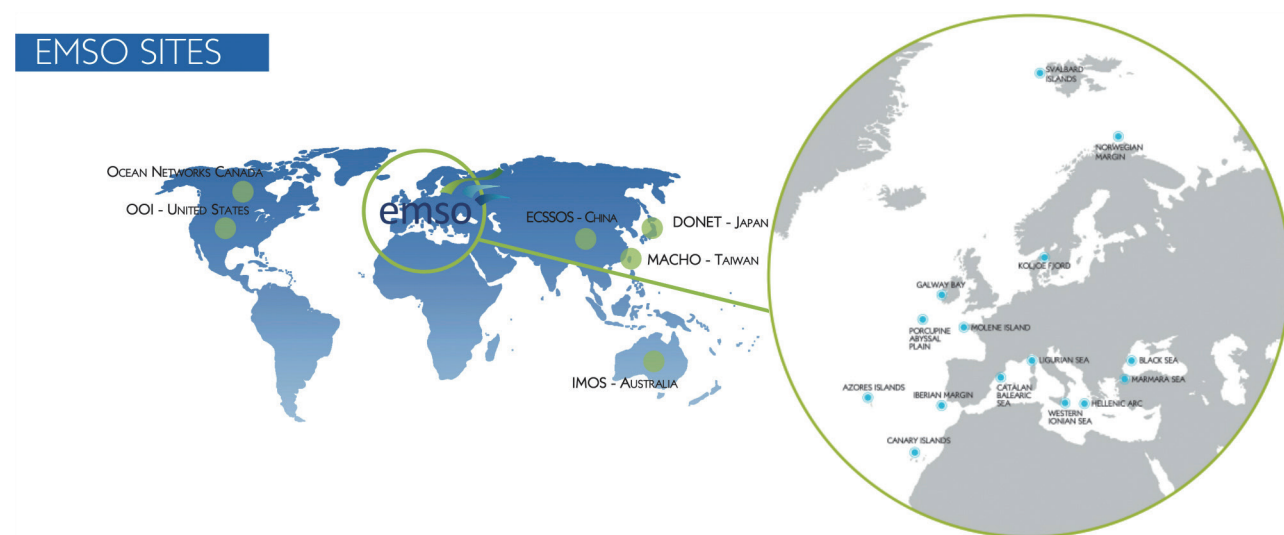 EMSO SITES
OCEAN NETWORKS CANADA
OOI - UNITED STATES
emso
ECSSOS - CHINA
DONET - JAPAN
MACHO - TAIWAN
IMOS - AUSTRALIA
SVALBARD
ISLANDS
NORWEGIAN
MARGIN
KOLJOE FJORD
GALWAY BAY
PORCUPINE
ABYSSAL
PLAIN
MOLENE ISLAND
LIGURIAN SEA
BLACK SEA
MARMARA SEA
AZORES ISLANDS
IBERIAN MARGIN
CATALAN
BALEARIC
SEA
WESTERN
IONIAN SEA
HELLENIC ARC
CANARY ISLANDS